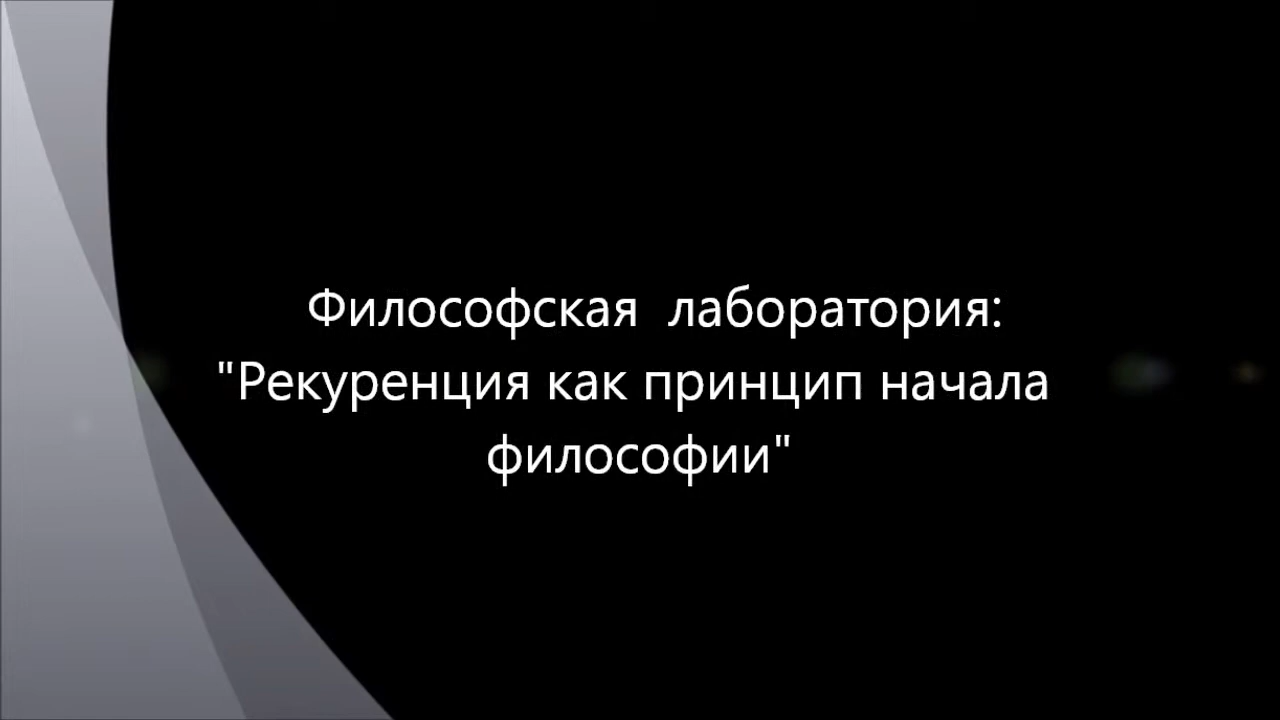 Философская лаборатория:
"Рекуренция как принцип начала
философии"